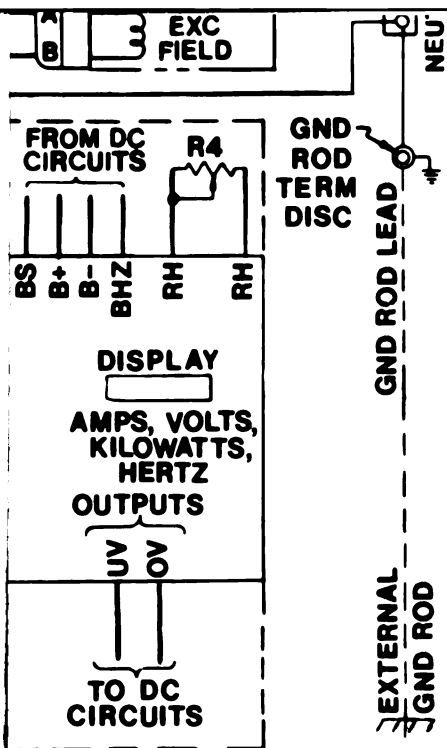 A
B
EXC
FIELD
NEU
FROM DC
CIRCUITS
R4
GND
ROD
TERM
DISC
BS
B+
B-
BHZ
RH
RH
GND ROD LEAD
DISPLAY
AMPS, VOLTS,
KILOWATTS,
HERTZ
OUTPUTS
UV
OV
TO DC
CIRCUITS
EXTERNAL
GND ROD